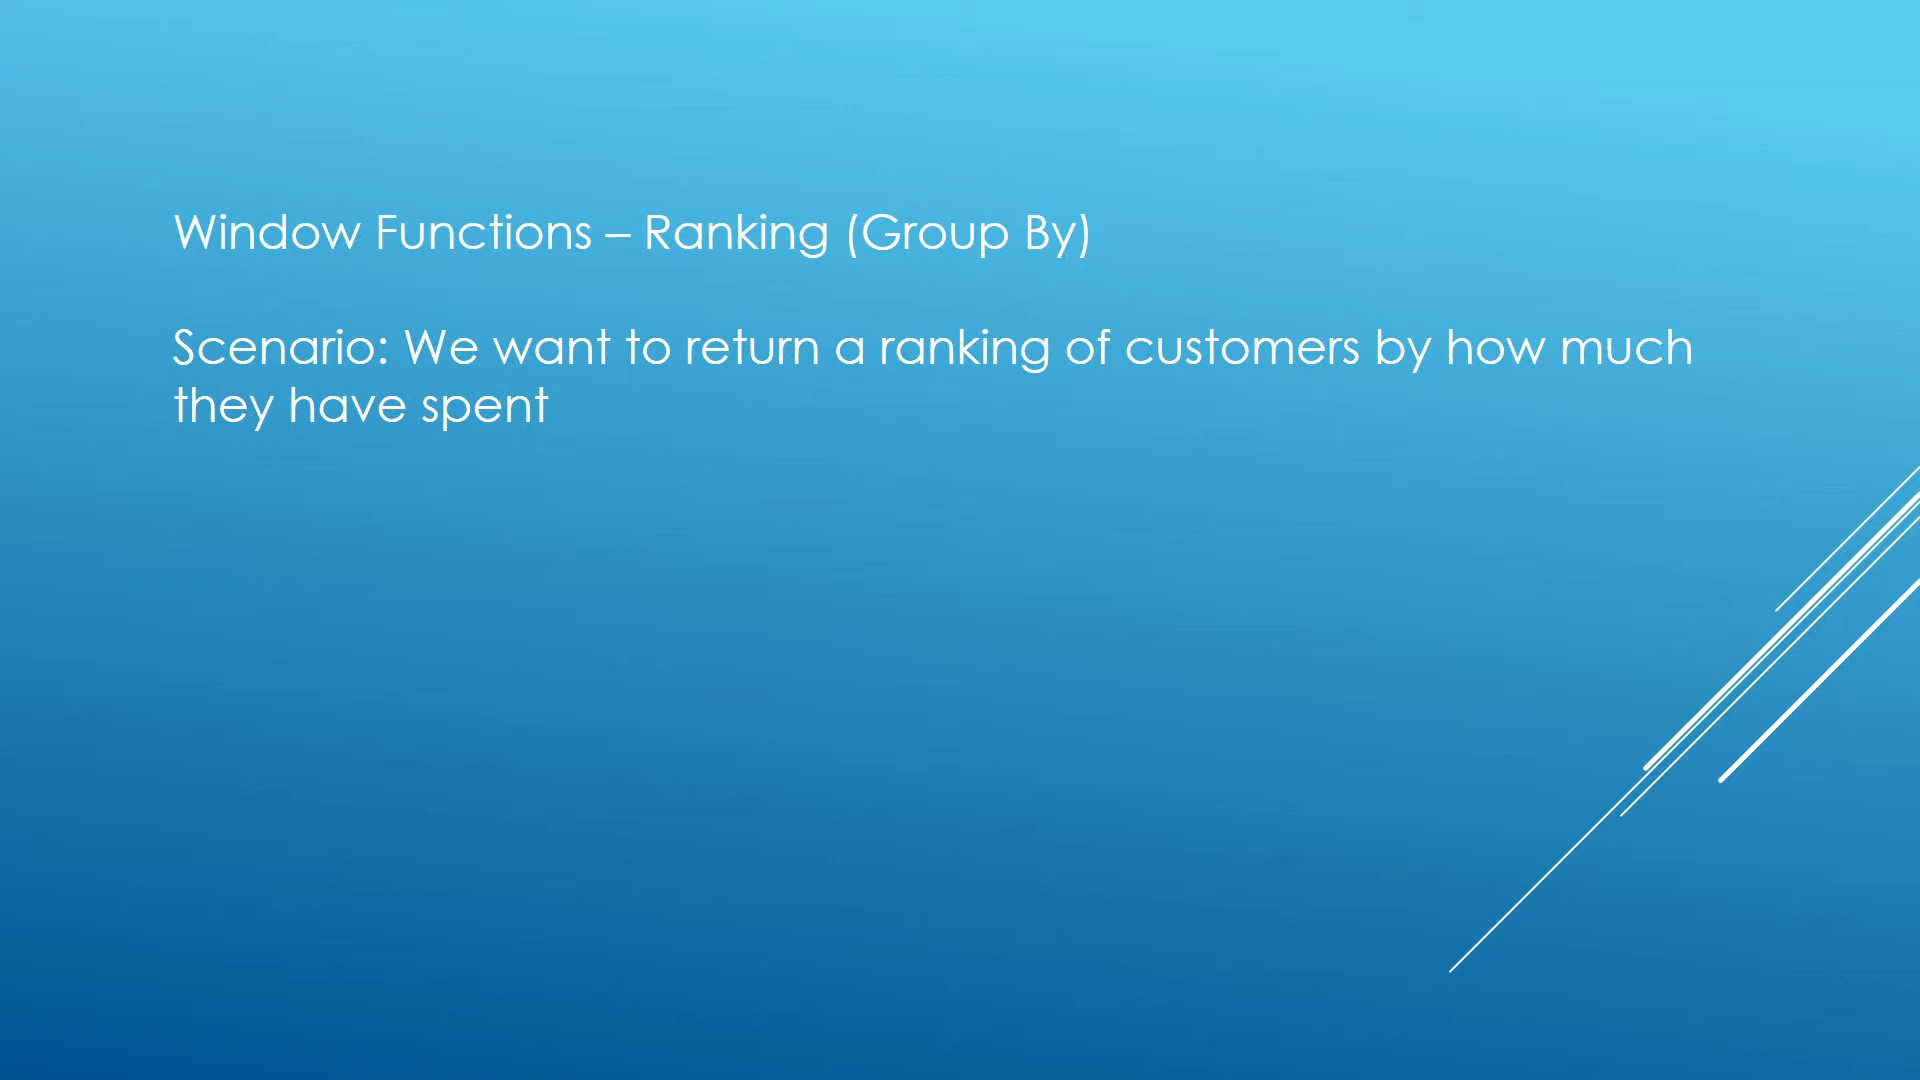 Window Functions – Ranking (Group By)
Scenario: We want to return a ranking of customers by how much
they have spent